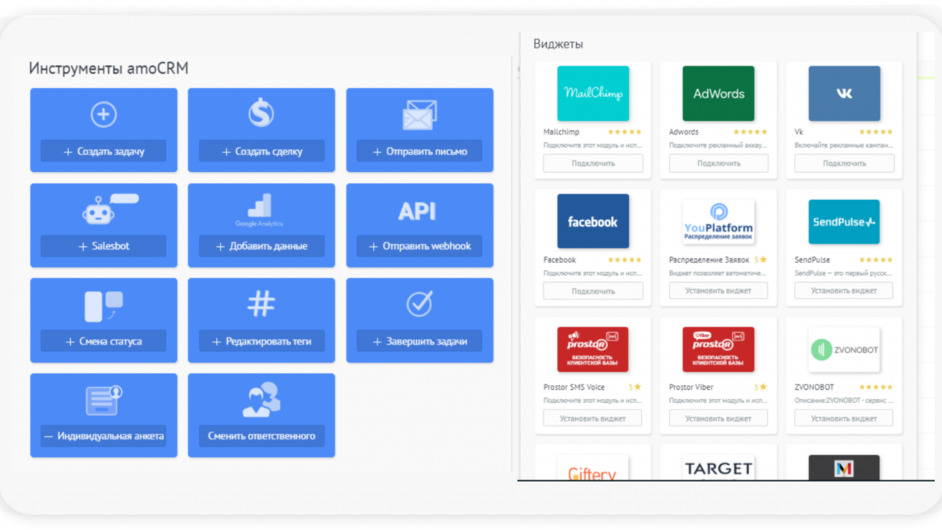 Инструменты amoCRM
+ Создать задачу
+ Создать сделку
+ Отправить письмо
+ Salesbot
Google Analytics
+ Добавить данные
API
+ Отправить webhook
+ Смена статуса
#
+ Редактировать теги
+ Завершить задачи
— Индивидуальная анкета
Сменить ответственного
Виджеты
MailChimp
Mailchimp ★★★★★
Подключите этот модуль и исп...
Подключить
AdWords
Adwords ★★★★★
Подключите рекламный аккау...
Подключить
Vk ★★★★★
Включайте рекламные кампан...
Подключить
facebook
Facebook ★★★★★
Подключите этот модуль и исп...
Подключить
YouPlatform
Распределение заявок
Распределение Заявок 5★
Виджет позволяет автоматиче...
Установить виджет
SendPulse
SendPulse ★★★★★
SendPulse — это первый русск...
Установить виджет
prostor
БЕЗОПАСНОСТЬ
КЛИЕНТСКОЙ БАЗЫ
Prostor SMS Voice 5★
Подключите этот модуль и исп...
Установить виджет
Viber
prostor
БЕЗОПАСНОСТЬ
КЛИЕНТСКОЙ БАЗЫ
Prostor Viber 5★
Подключите этот модуль и исп...
Установить виджет
ZVONOBOT
ZVONOBOT ★★★★★
Описание:ZVONOBOT - сервис ...
Установить виджет
Giftery
TARGET
M